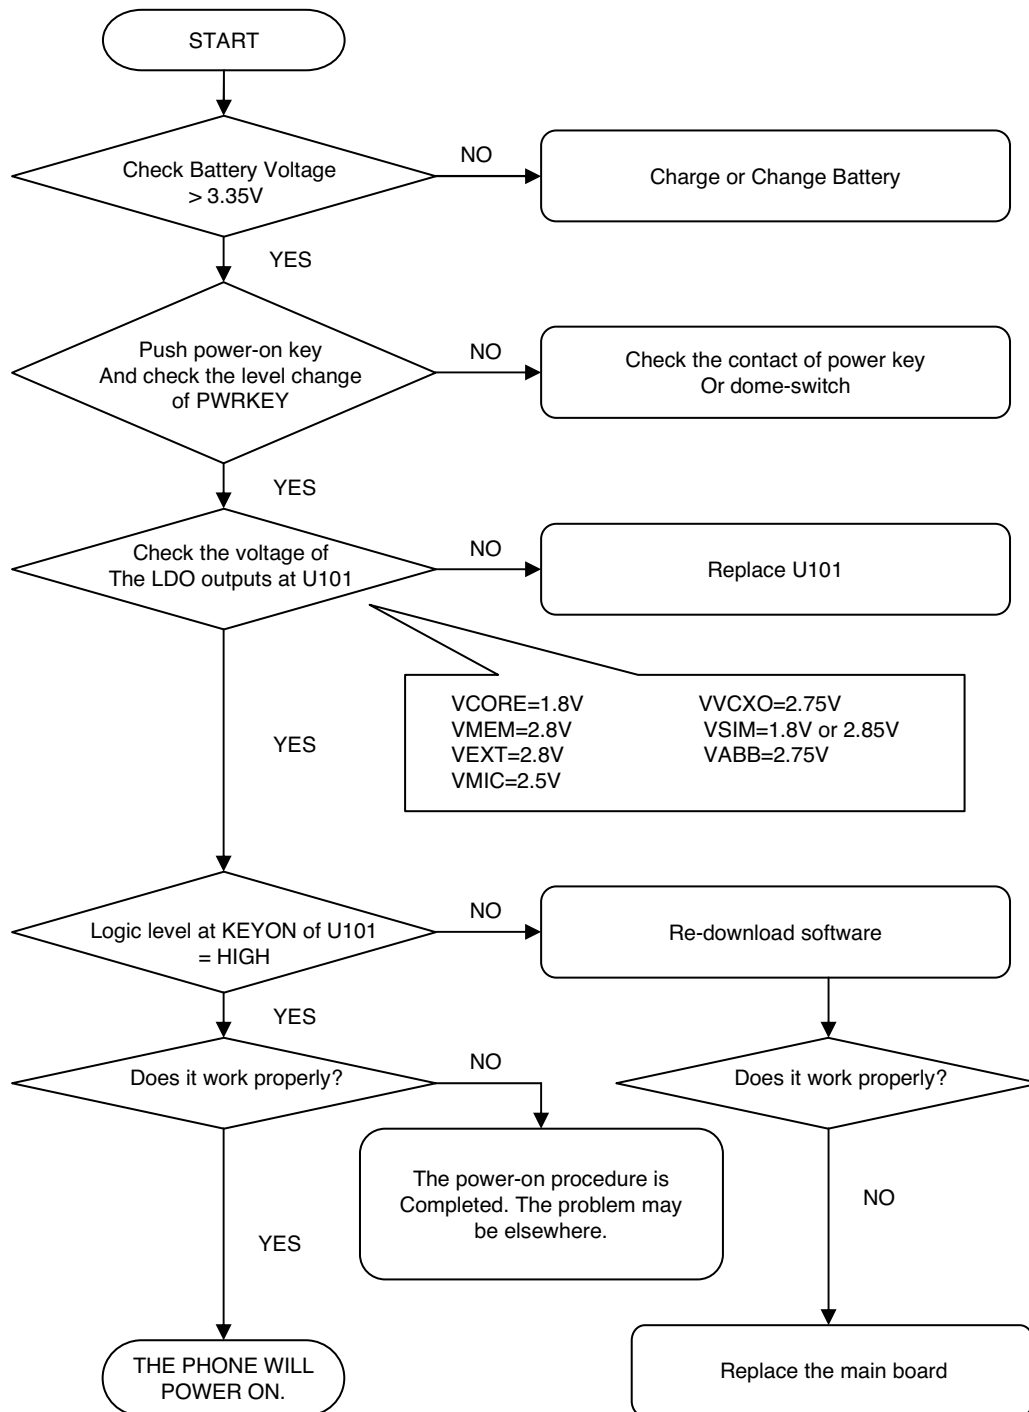 START
Check Battery Voltage
> 3.35V
NO
Charge or Change Battery
YES
Push power-on key
And check the level change
of PWRKEY
NO
Check the contact of power key
Or dome-switch
YES
Check the voltage of
The LDO outputs at U101
NO
Replace U101
VCORE=1.8V
VMEM=2.8V
VEXT=2.8V
VMIC=2.5V
VVCXO=2.75V
VSIM=1.8V or 2.85V
VABB=2.75V
YES
Logic level at KEYON of U101
= HIGH
NO
Re-download software
YES
Does it work properly?
NO
The power-on procedure is
Completed. The problem may
be elsewhere.
Does it work properly?
NO
YES
THE PHONE WILL
POWER ON.
Replace the main board